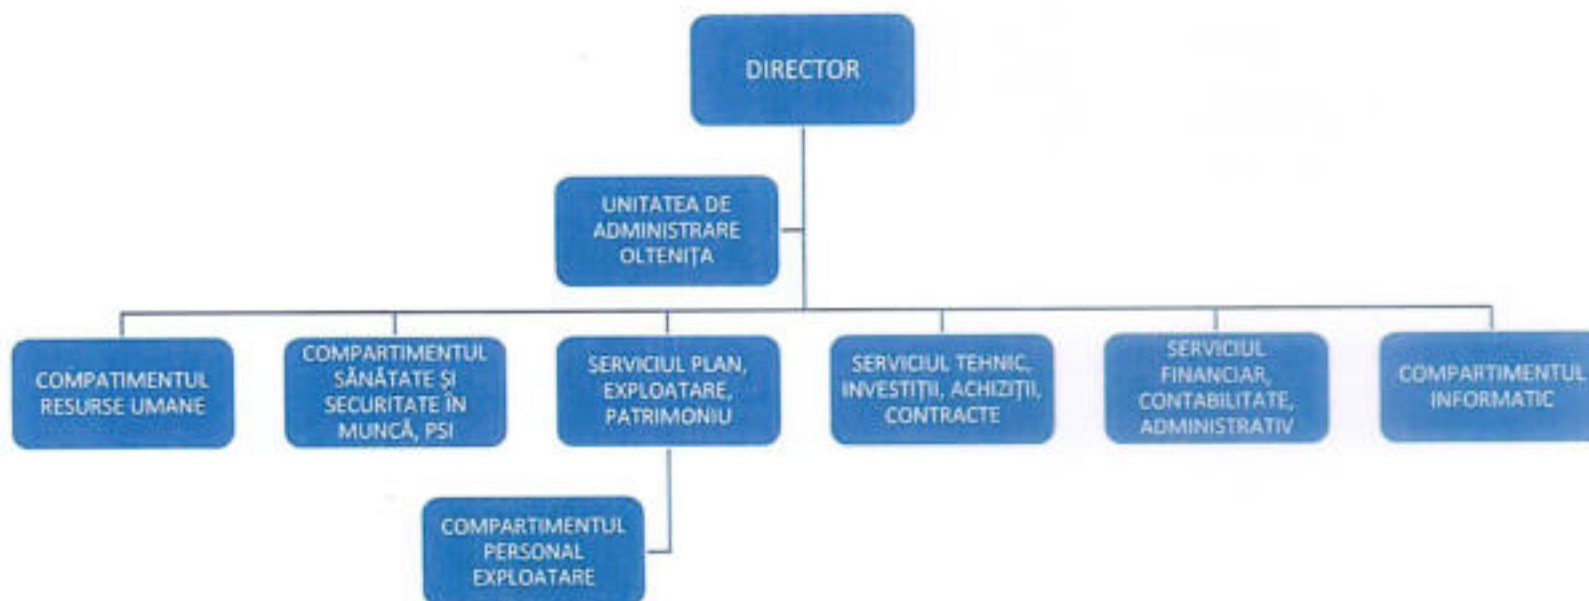 DIRECTOR
UNITATEA DE
ADMINISTRARE
OLTENIȚA
COMPATIMENTUL
RESURSE UMANE
COMPARTIMENTUL
SĂNĂTATE ȘI
SECURITATE ÎN
MUNCĂ, PSI
SERVICIUL PLAN,
EXPLOATARE,
PATRIMONIU
SERVICIUL TEHNIC,
INVESTIȚII, ACHIZIȚII,
CONTRACTE
SERVICIUL
FINANCIAR,
CONTABILITATE,
ADMINISTRATIV
COMPARTIMENTUL
INFORMATIC
COMPARTIMENTUL
PERSONAL
EXPLOATARE